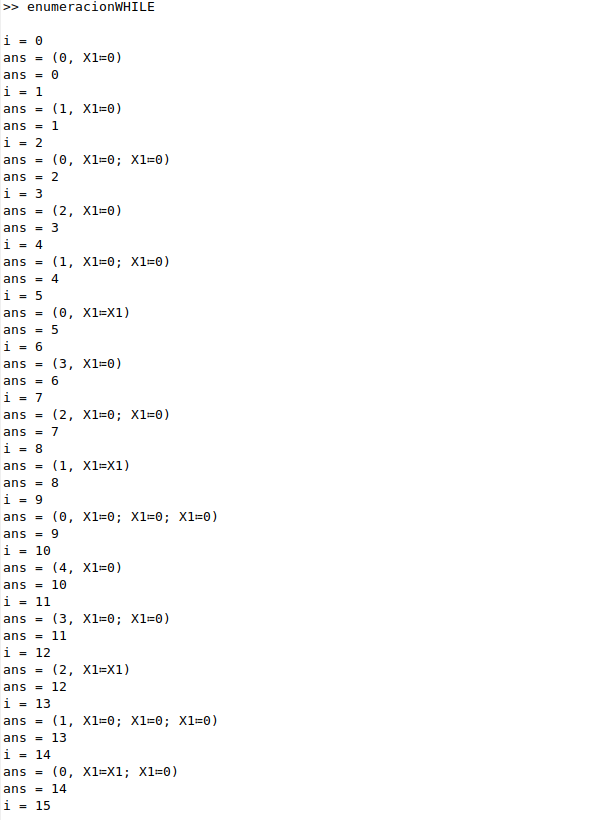 >> enumeracionWHILE
i = 0
ans = (0, X1≔0)
ans = 0
i = 1
ans = (1, X1≔0)
ans = 1
i = 2
ans = (0, X1≔0; X1≔0)
ans = 2
i = 3
ans = (2, X1≔0)
ans = 3
i = 4
ans = (1, X1≔0; X1≔0)
ans = 4
i = 5
ans = (0, X1≔X1)
ans = 5
i = 6
ans = (3, X1≔0)
ans = 6
i = 7
ans = (2, X1≔0; X1≔0)
ans = 7
i = 8
ans = (1, X1≔X1)
ans = 8
i = 9
ans = (0, X1≔0; X1≔0; X1≔0)
ans = 9
i = 10
ans = (4, X1≔0)
ans = 10
i = 11
ans = (3, X1≔0; X1≔0)
ans = 11
i = 12
ans = (2, X1≔X1)
ans = 12
i = 13
ans = (1, X1≔0; X1≔0; X1≔0)
ans = 13
i = 14
ans = (0, X1≔X1; X1≔0)
ans = 14
i = 15